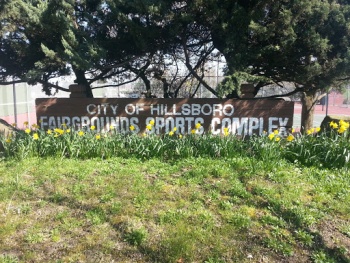 CITY OF HILLSBORO
FAIRGROUNDS SPORTS COMPLEX